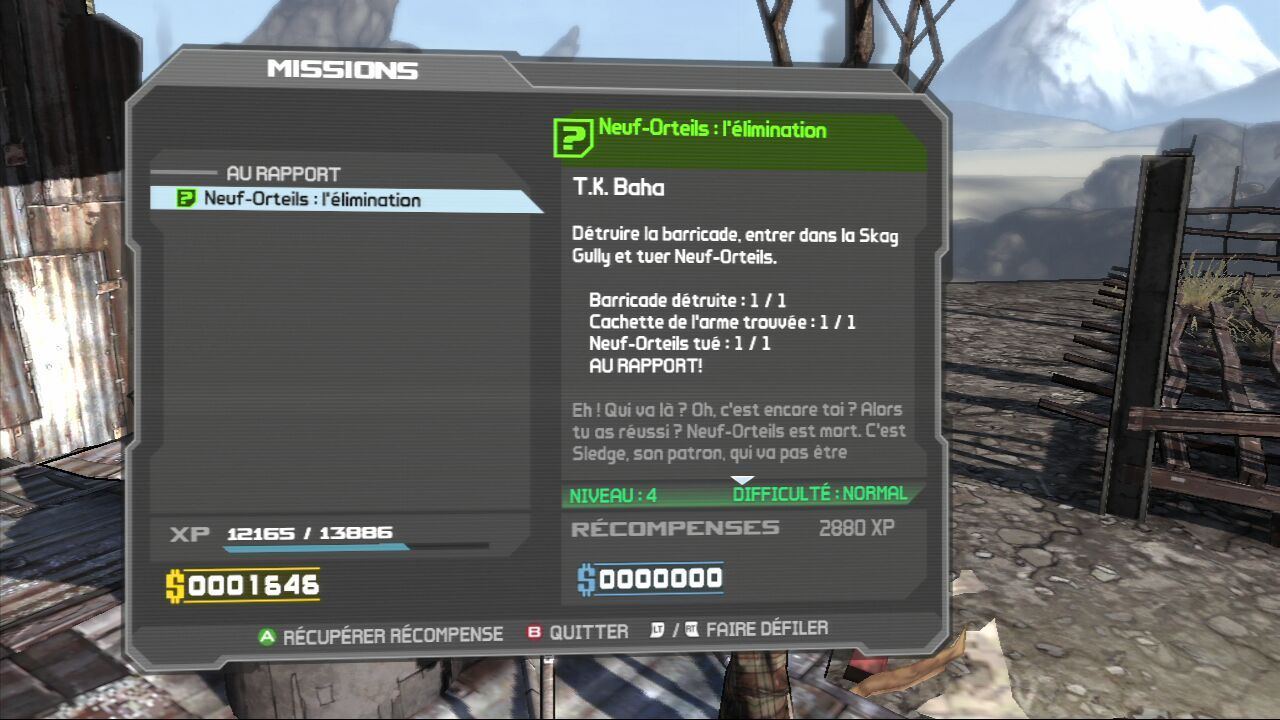 MISSIONS
AU RAPPORT
Neuf-Orteils : l'élimination
Neuf-Orteils : l'élimination
T.K. Baha
Détruire la barricade, entrer dans la Skag
Gully et tuer Neuf-Orteils.
Barricade détruite : 1 / 1
Cachette de l'arme trouvée : 1 / 1
Neuf-Orteils tué : 1 / 1
AU RAPPORT!
Eh ! Qui va là ? Oh, c'est encore toi ? Alors
tu as réussi ? Neuf-Orteils est mort. C'est
Sledge, son patron, qui va pas être
NIVEAU : 4 DIFFICULTÉ : NORMAL
XP 12165 / 13886
$0001646
RÉCOMPENSES 2880 XP
$0000000
A RÉCUPÉRER RÉCOMPENSE B QUITTER LT / RT FAIRE DÉFILER